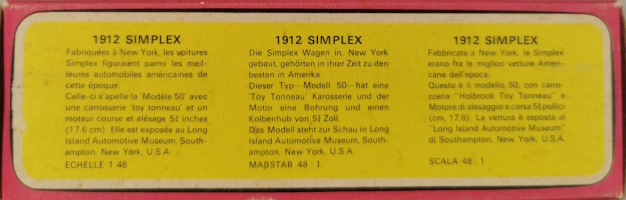 1912 SIMPLEX
Fabriquées à New York, les voitures
Simplex figuraient parmi les meil-
leures automobiles américaines de
cette époque.
Celle-ci s apelle la 'Modèle 50' avec
une carrosserie 'toy tonneau' et un
moteur course et alésage 5¾ inches
(17.6 cm). Elle est exposée au Long
Island Automotive Museum, South-
ampton, New York, U.S.A.
ECHELLE 1 48
1912 SIMPLEX
Die Simplex Wagen in, New York
gebaut, gehörten in ihser Zeit zu den
besten in Amerika.
Dieser Typ—Modell 50—hat eine
'Toy Tonneau' Karosserie und der
Motor eine Bohrung und einen
Kolbenhub von 5¾ Zoll.
Das Modell steht zur Schau in Long
Island Automotive Museum, South-
ampton, New York, U.S.A.
MAßSTAB 48 : 1
1912 SIMPLEX
Fabbricata a New York, le Simplex
erano fra le migliori vetture Ameri-
cane dell'epoca.
Questo è il modello, 50, con carro-
zzeria "Holbrook Toy Tonneau" e
Motore di alesaggio e corsa 5¾ pollici
(cm, 17.6). La vettura è esposta al
"Long Island Automotive Museum"
di Southampton, New York, U.S.A.
SCALA 48 : 1